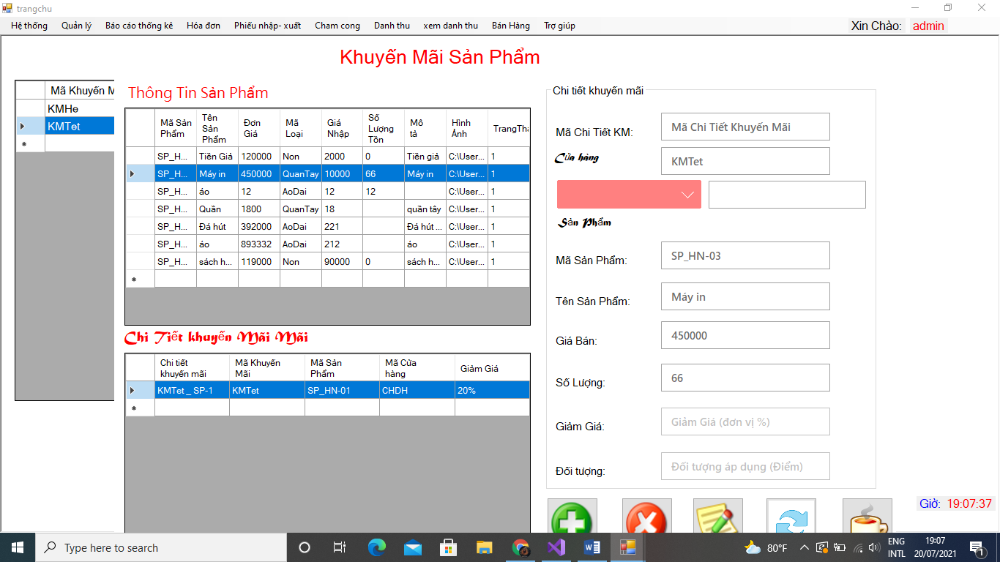 trangchu
Hệ thống Quản lý Báo cáo thống kê Hóa đơn Phiếu nhập- xuất Cham cong Danh thu xem danh thu Bán Hàng Trợ giúp Xin Chào: admin
Khuyến Mãi Sản Phẩm
Mã Khuyến M
KMHe
KMTet
Thông Tin Sản Phẩm
Mã Sản Phẩm Tên Sản Phẩm Đơn Giá Mã Loại Giá Nhập Số Lượng Tồn Mô tả Hình Ảnh TrangTha
SP_H... Tiền Giả 120000 Non 2000 0 Tiền giả C:\User... 1
SP_H... Máy in 450000 QuanTay 10000 66 Máy in C:\User... 1
SP_H... áo 12 AoDai 12 12 C:\User... 1
SP_H... Quần 1800 QuanTay 18 quần tây C:\User... 1
SP_H... Đá hút 392000 AoDai 221 Đá hút ... C:\User... 1
SP_H... áo 893332 AoDai 212 áo C:\User... 1
SP_H... sách h... 119000 Non 90000 0 sách h... C:\User... 1
Chi Tiết khuyến Mãi Mãi
Chi tiết khuyến mãi Mã Khuyến Mãi Mã Sản Phẩm Mã Cửa hàng Giảm Giá
KMTet _ SP-1 KMTet SP_HN-01 CHDH 20%
Chi tiết khuyến mãi
Mã Chi Tiết KM: Mã Chi Tiết Khuyến Mãi
Cửa hàng KMTet
Sản Phẩm
Mã Sản Phẩm: SP_HN-03
Tên Sản Phẩm: Máy in
Giá Bán: 450000
Số Lượng: 66
Giảm Giá: Giảm Giá (đơn vị %)
Đối tượng: Đối tượng áp dụng (Điểm)
Giờ: 19:07:37
Type here to search
80°F
ENG
INTL
19:07
20/07/2021
1